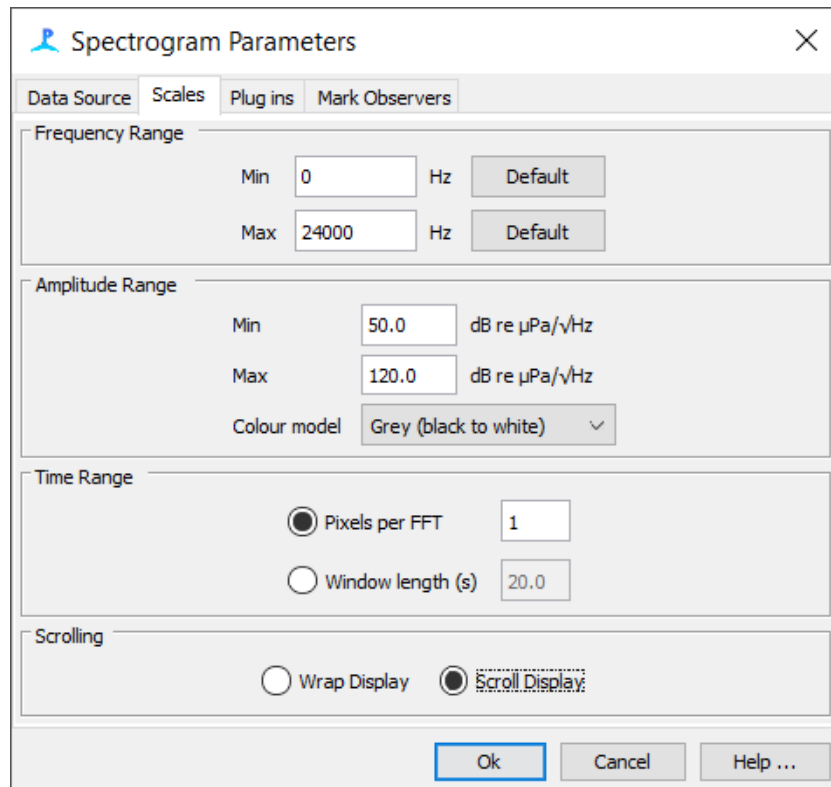 Spectrogram Parameters
Data Source Scales Plug ins Mark Observers
Frequency Range
Min 0 Hz Default
Max 24000 Hz Default
Amplitude Range
Min 50.0 dB re µPa/√Hz
Max 120.0 dB re µPa/√Hz
Colour model Grey (black to white)
Time Range
Pixels per FFT 1
Window length (s) 20.0
Scrolling
Wrap Display Scroll Display
Ok Cancel Help ...